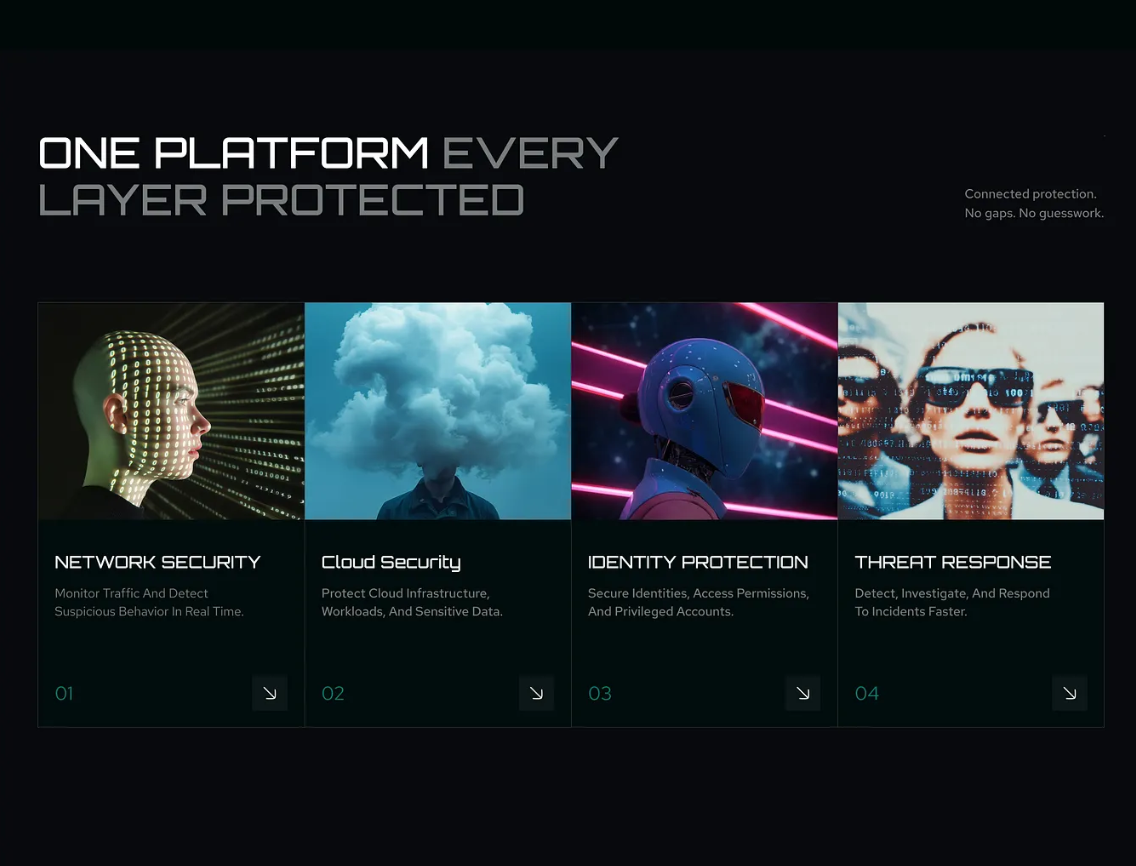 ONE PLATFORM EVERY
LAYER PROTECTED
Connected protection.
No gaps. No guesswork.
NETWORK SECURITY
Monitor Traffic And Detect
Suspicious Behavior In Real Time.
01
Cloud Security
Protect Cloud Infrastructure,
Workloads, And Sensitive Data.
02
IDENTITY PROTECTION
Secure Identities, Access Permissions,
And Privileged Accounts.
03
THREAT RESPONSE
Detect, Investigate, And Respond
To Incidents Faster.
04